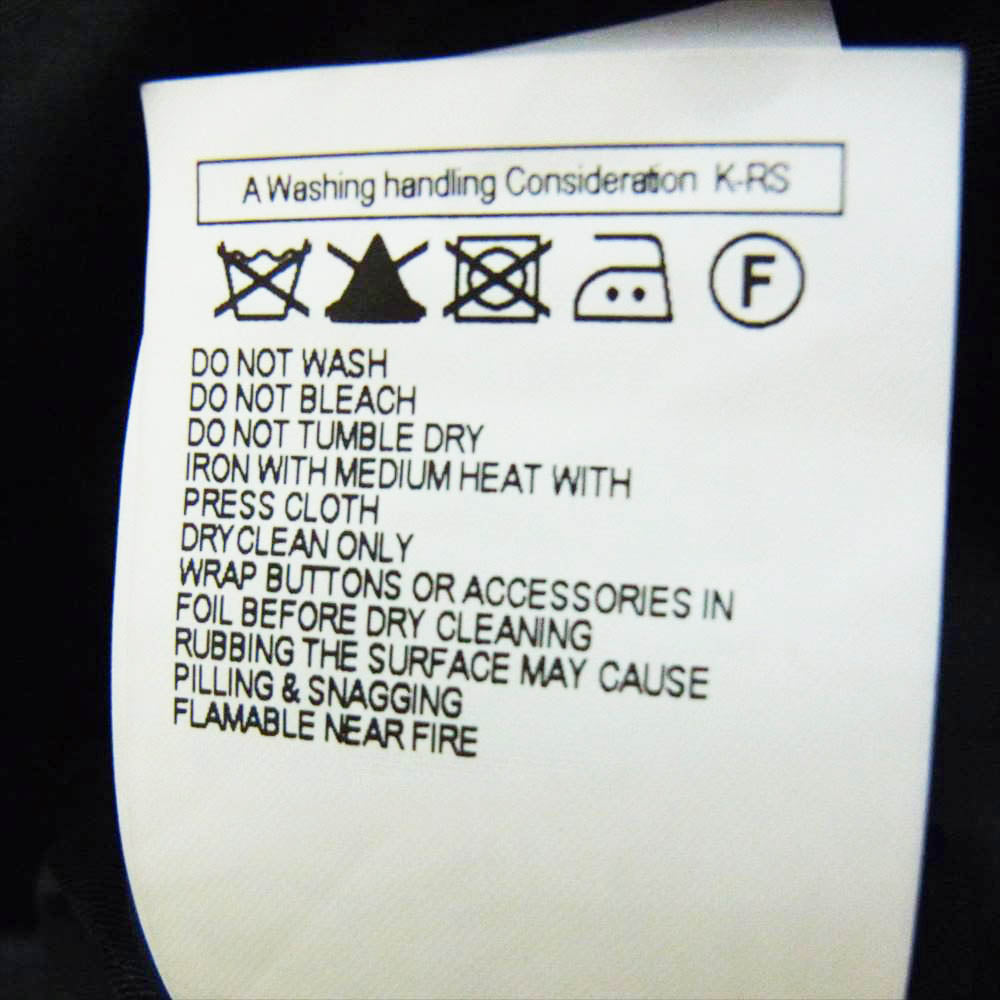 A Washing handling Consideration K-RS
F
DO NOT WASH
DO NOT BLEACH
DO NOT TUMBLE DRY
IRON WITH MEDIUM HEAT WITH
PRESS CLOTH
DRY CLEAN ONLY
WRAP BUTTONS OR ACCESSORIES IN
FOIL BEFORE DRY CLEANING
RUBBING THE SURFACE MAY CAUSE
PILLING & SNAGGING
FLAMABLE NEAR FIRE